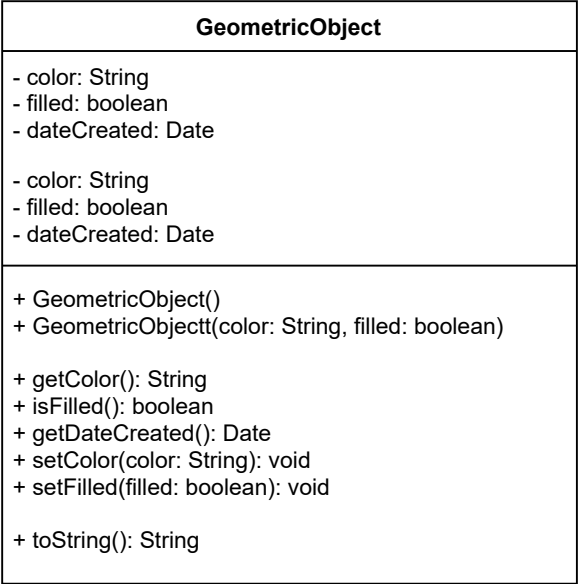 GeometricObject
- color: String
- filled: boolean
- dateCreated: Date
- color: String
- filled: boolean
- dateCreated: Date
+ GeometricObject()
+ GeometricObjectt(color: String, filled: boolean)
+ getColor(): String
+ isFilled(): boolean
+ getDateCreated(): Date
+ setColor(color: String): void
+ setFilled(filled: boolean): void
+ toString(): String